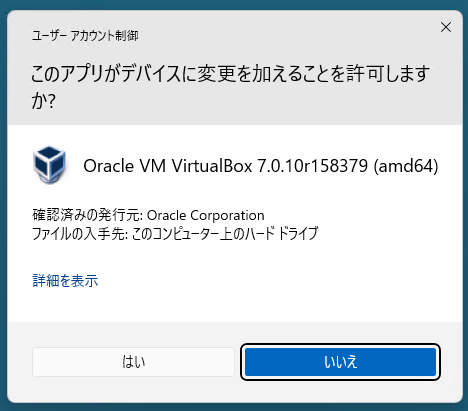 ユーザー アカウント制御
このアプリがデバイスに変更を加えることを許可します
か?
Oracle VM VirtualBox 7.0.10r158379 (amd64)
確認済みの発行元: Oracle Corporation
ファイルの入手先: このコンピューター上のハード ドライブ
詳細を表示
はい
いいえ